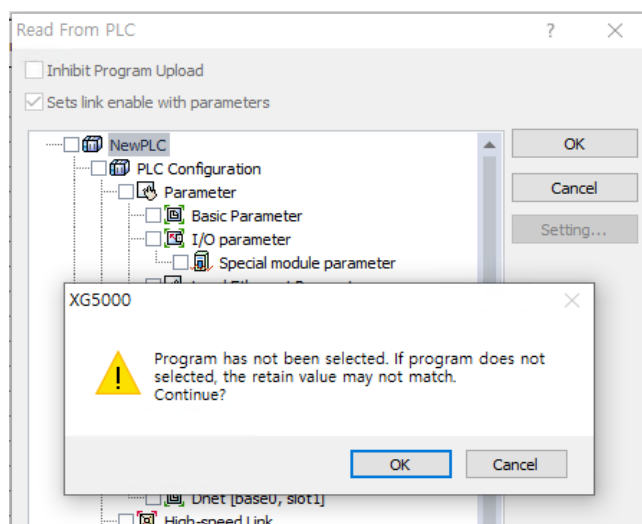 Read From PLC
?
Inhibit Program Upload
Sets link enable with parameters
NewPLC
OK
PLC Configuration
Parameter
Cancel
Basic Parameter
I/O parameter
Setting...
Special module parameter
XG5000
Program has not been selected. If program does not
selected, the retain value may not match.
Continue?
OK
Cancel
Dnet [base0, slot1]
High-speed Link